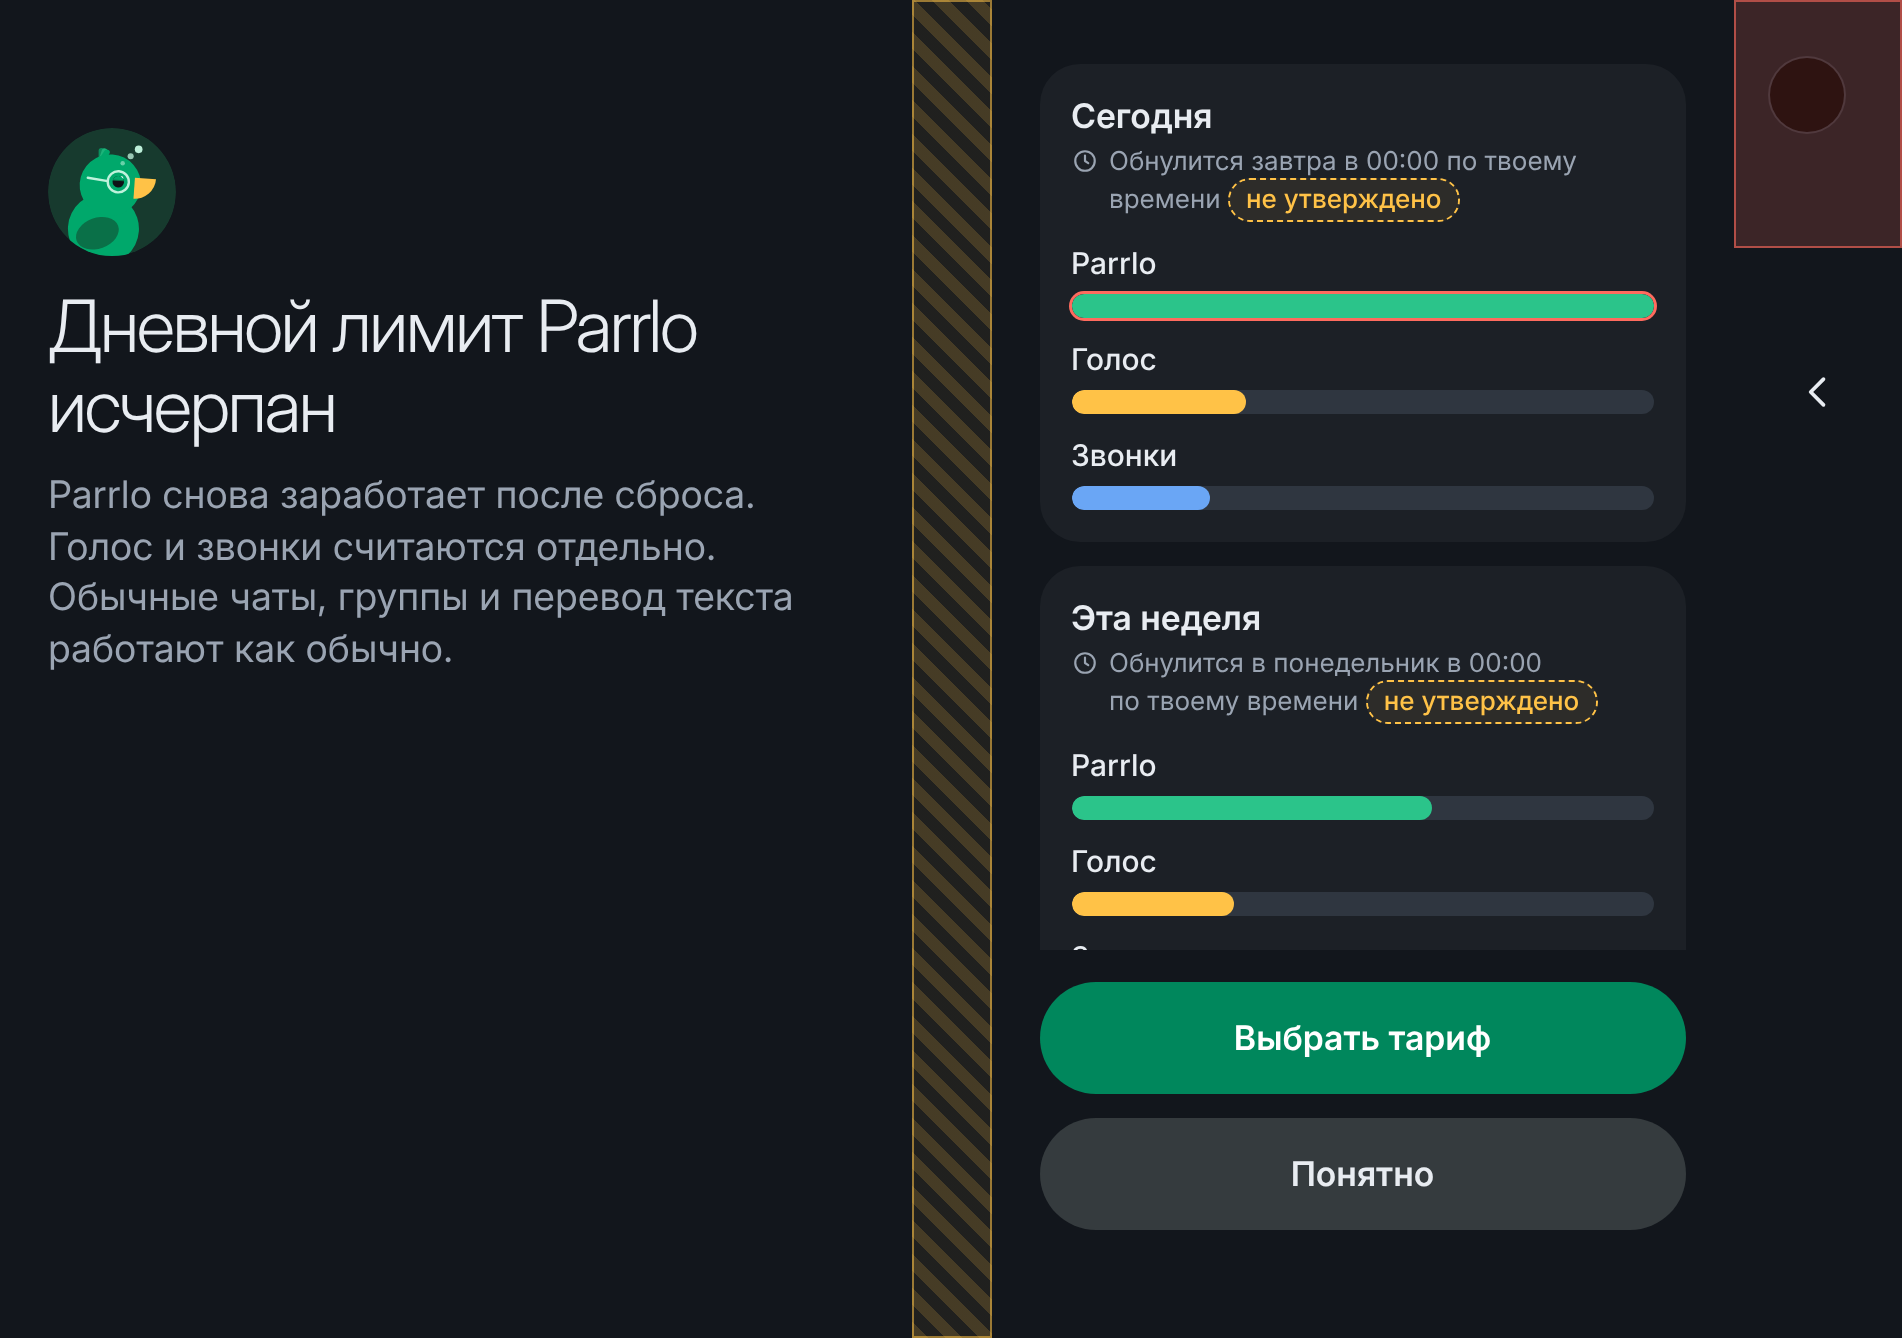 Дневной лимит Parrlo
исчерпан
Parrlo снова заработает после сброса.
Голос и звонки считаются отдельно.
Обычные чаты, группы и перевод текста
работают как обычно.
Сегодня
Обнулится завтра в 00:00 по твоему
времени не утверждено
Parrlo
Голос
Звонки
Эта неделя
Обнулится в понедельник в 00:00
по твоему времени не утверждено
Parrlo
Голос
Выбрать тариф
Понятно